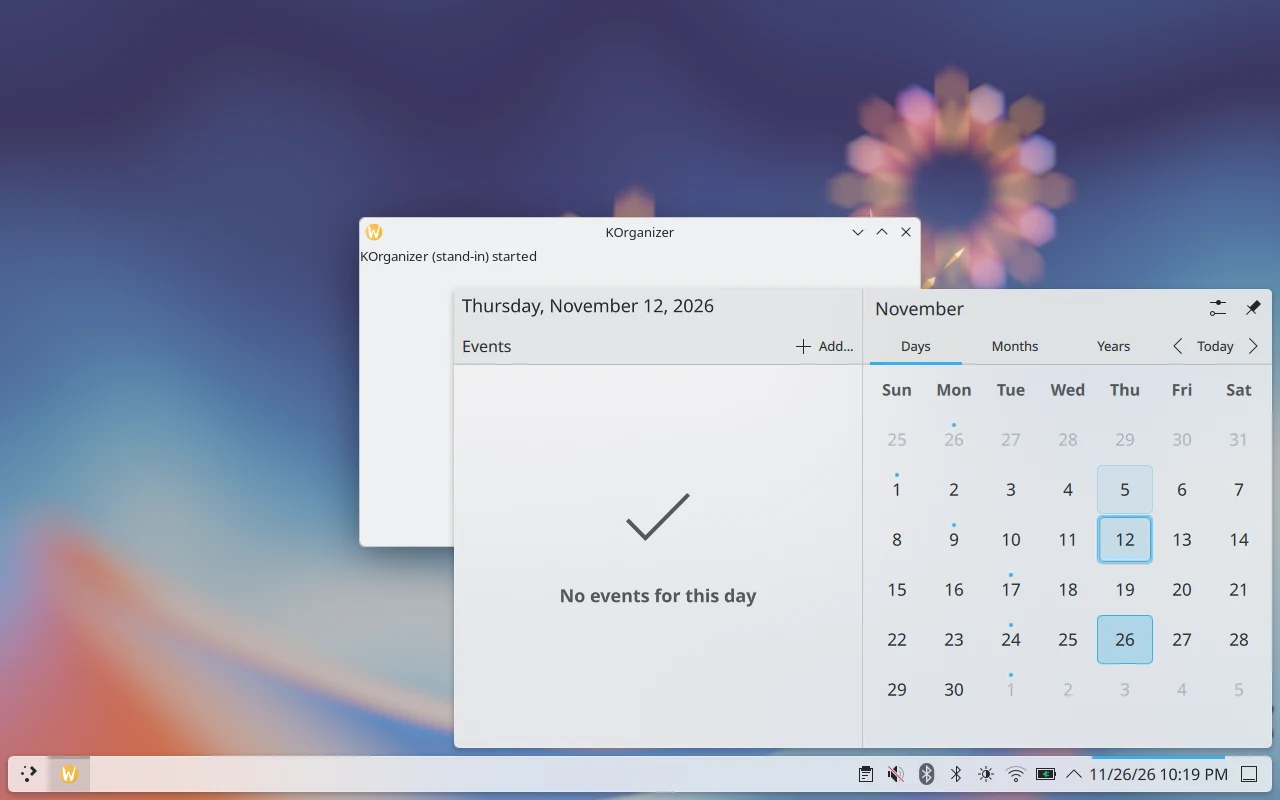 KOrganizer
KOrganizer (stand-in) started
Thursday, November 12, 2026
Events
Add...
No events for this day
November
Days Months Years Today
Sun Mon Tue Wed Thu Fri Sat
25 26 27 28 29 30 31
1 2 3 4 5 6 7
8 9 10 11 12 13 14
15 16 17 18 19 20 21
22 23 24 25 26 27 28
29 30 1 2 3 4 5
11/26/26 10:19 PM